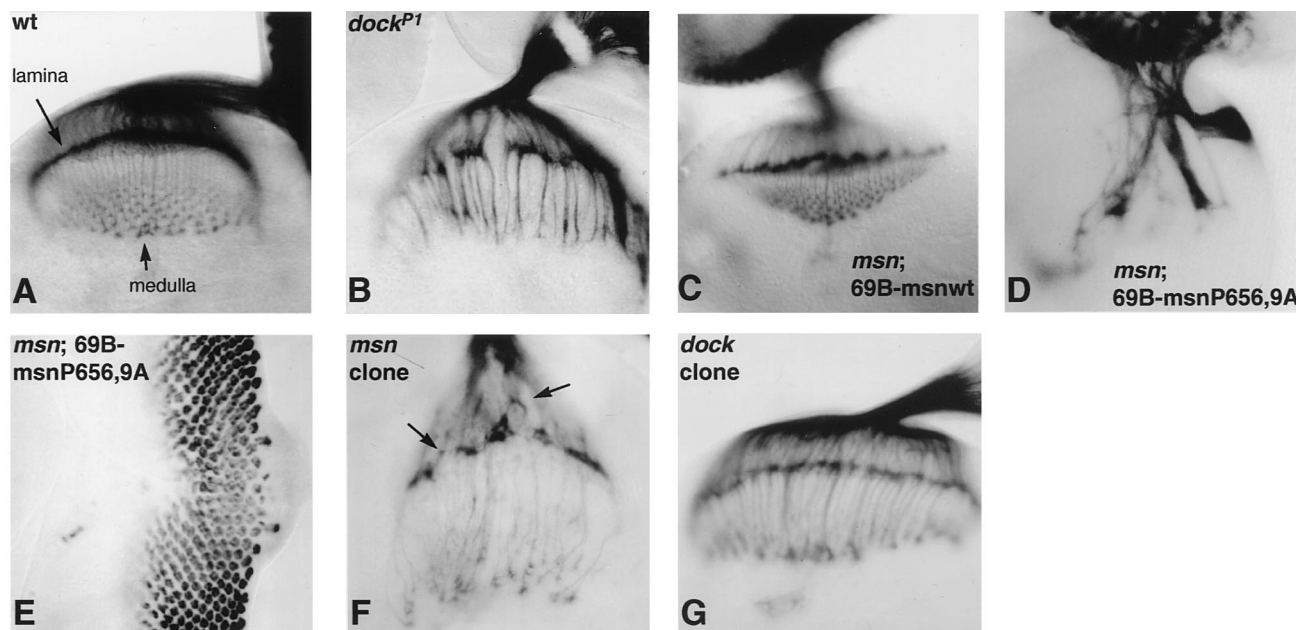 wt
lamina
medulla
A
dockP1
B
msn;
69B-msnwt
C
msn;
69B-msnP656,9A
D
msn; 69B-
msnP656,9A
E
msn
clone
F
dock
clone
G